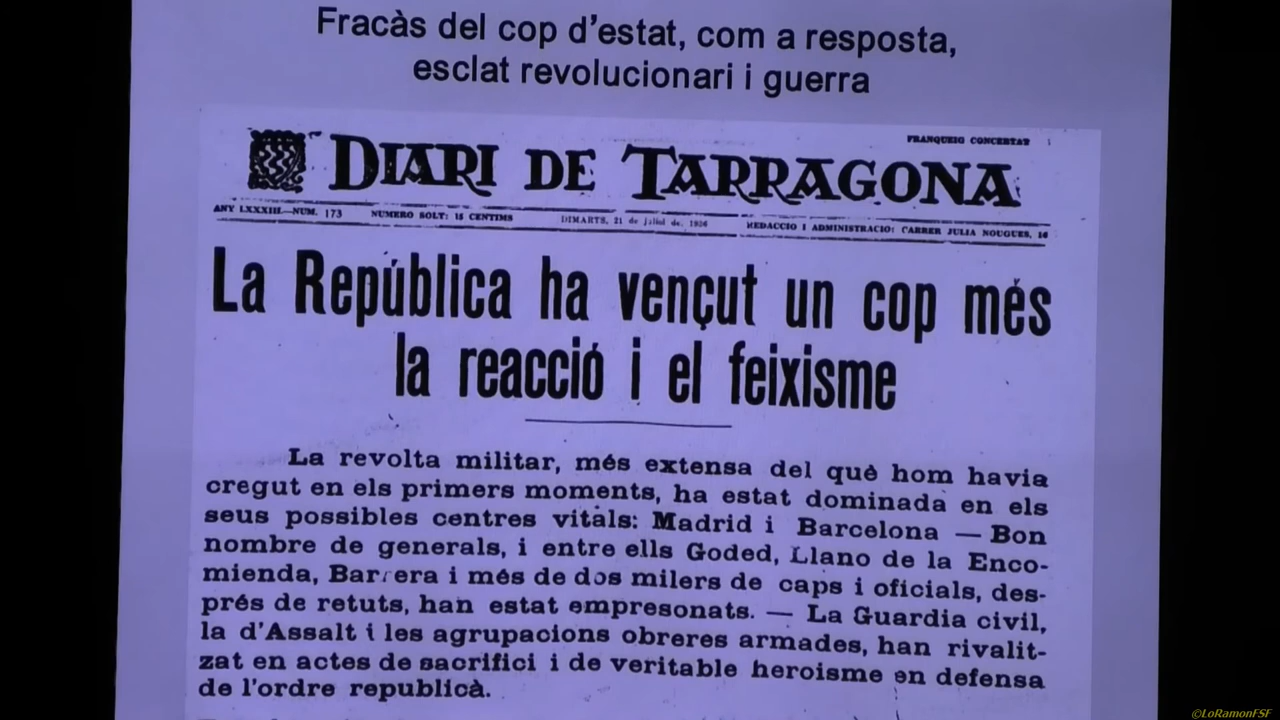 Fracàs del cop d'estat, com a resposta,
esclat revolucionari i guerra
FRANQUEIG CONCERTAT
DIARI DE TARRAGONA
ANY LXXXIII.—NUM. 173 NUMERO SOLT: 15 CENTIMS DIMARTS, 21 de juliol de. 1936 REDACCIO I ADMINISTRACIO: CARRER JULIA NOUGUES, 16
La República ha vençut un cop més
la reacció i el feixisme
La revolta militar, més extensa del què hom havia
cregut en els primers moments, ha estat dominada en els
seus possibles centres vitals: Madrid i Barcelona — Bon
nombre de generals, i entre ells Goded, Llano de la Enco-
mienda, Barrera i més de dos milers de caps i oficials, des-
prés de retuts, han estat empresonats. — La Guardia civil,
la d'Assalt i les agrupacions obreres armades, han rivalit-
zat en actes de sacrifici i de veritable heroisme en defensa
de l'ordre republicà.
©LoRamonFSF